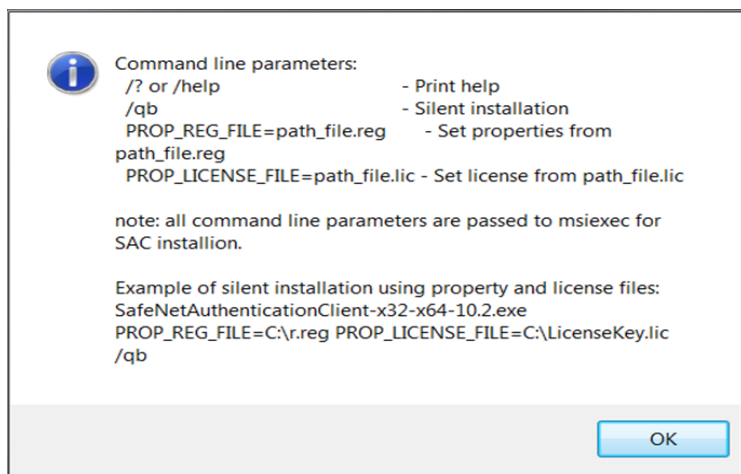 Command line parameters:
/? or /help - Print help
/qb - Silent installation
PROP_REG_FILE=path_file.reg - Set properties from
path_file.reg
PROP_LICENSE_FILE=path_file.lic - Set license from path_file.lic
note: all command line parameters are passed to msiexec for
SAC installion.
Example of silent installation using property and license files:
SafeNetAuthenticationClient-x32-x64-10.2.exe
PROP_REG_FILE=C:\r.reg PROP_LICENSE_FILE=C:\LicenseKey.lic
/qb
OK